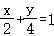 x/2 + y/4 = 1